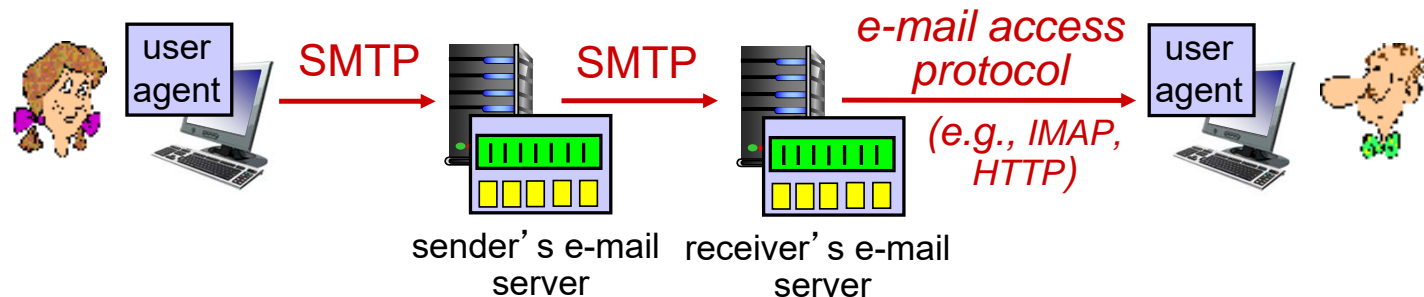 user
agent
SMTP
SMTP
e-mail access
protocol
(e.g., IMAP,
HTTP)
user
agent
sender's e-mail
server
receiver's e-mail
server